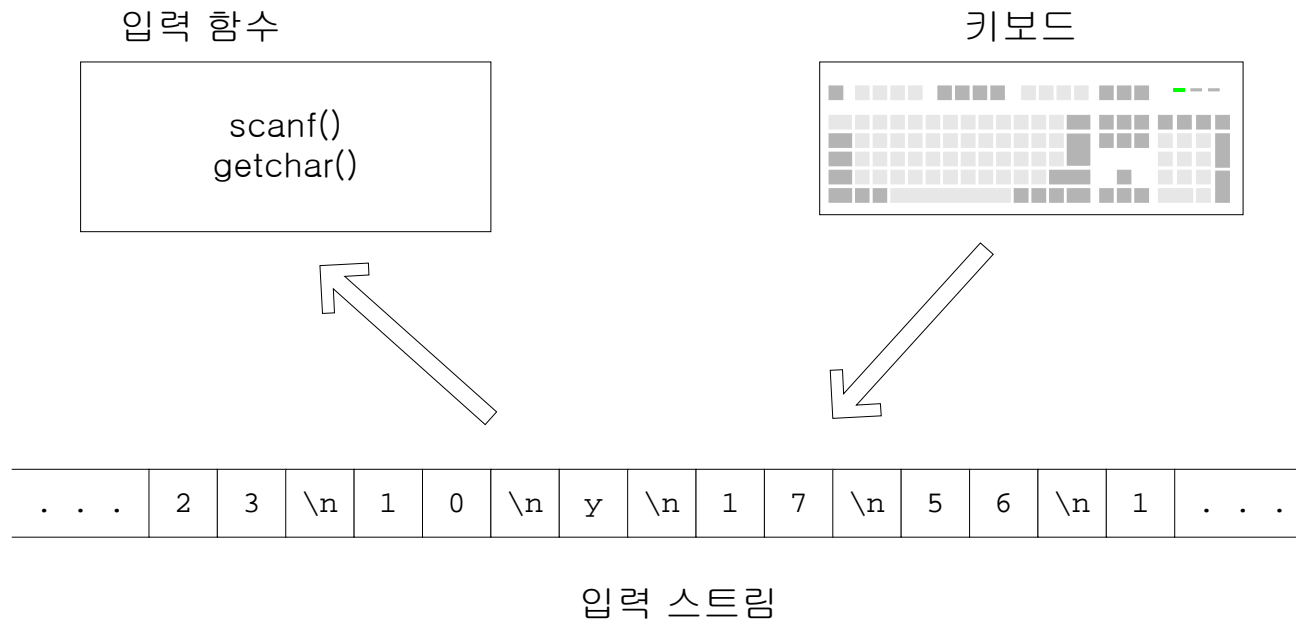 입력 함수
키보드
scanf()
getchar()
. . . 2 3 \n 1 0 \n y \n 1 7 \n 5 6 \n 1 . . .
입력 스트림